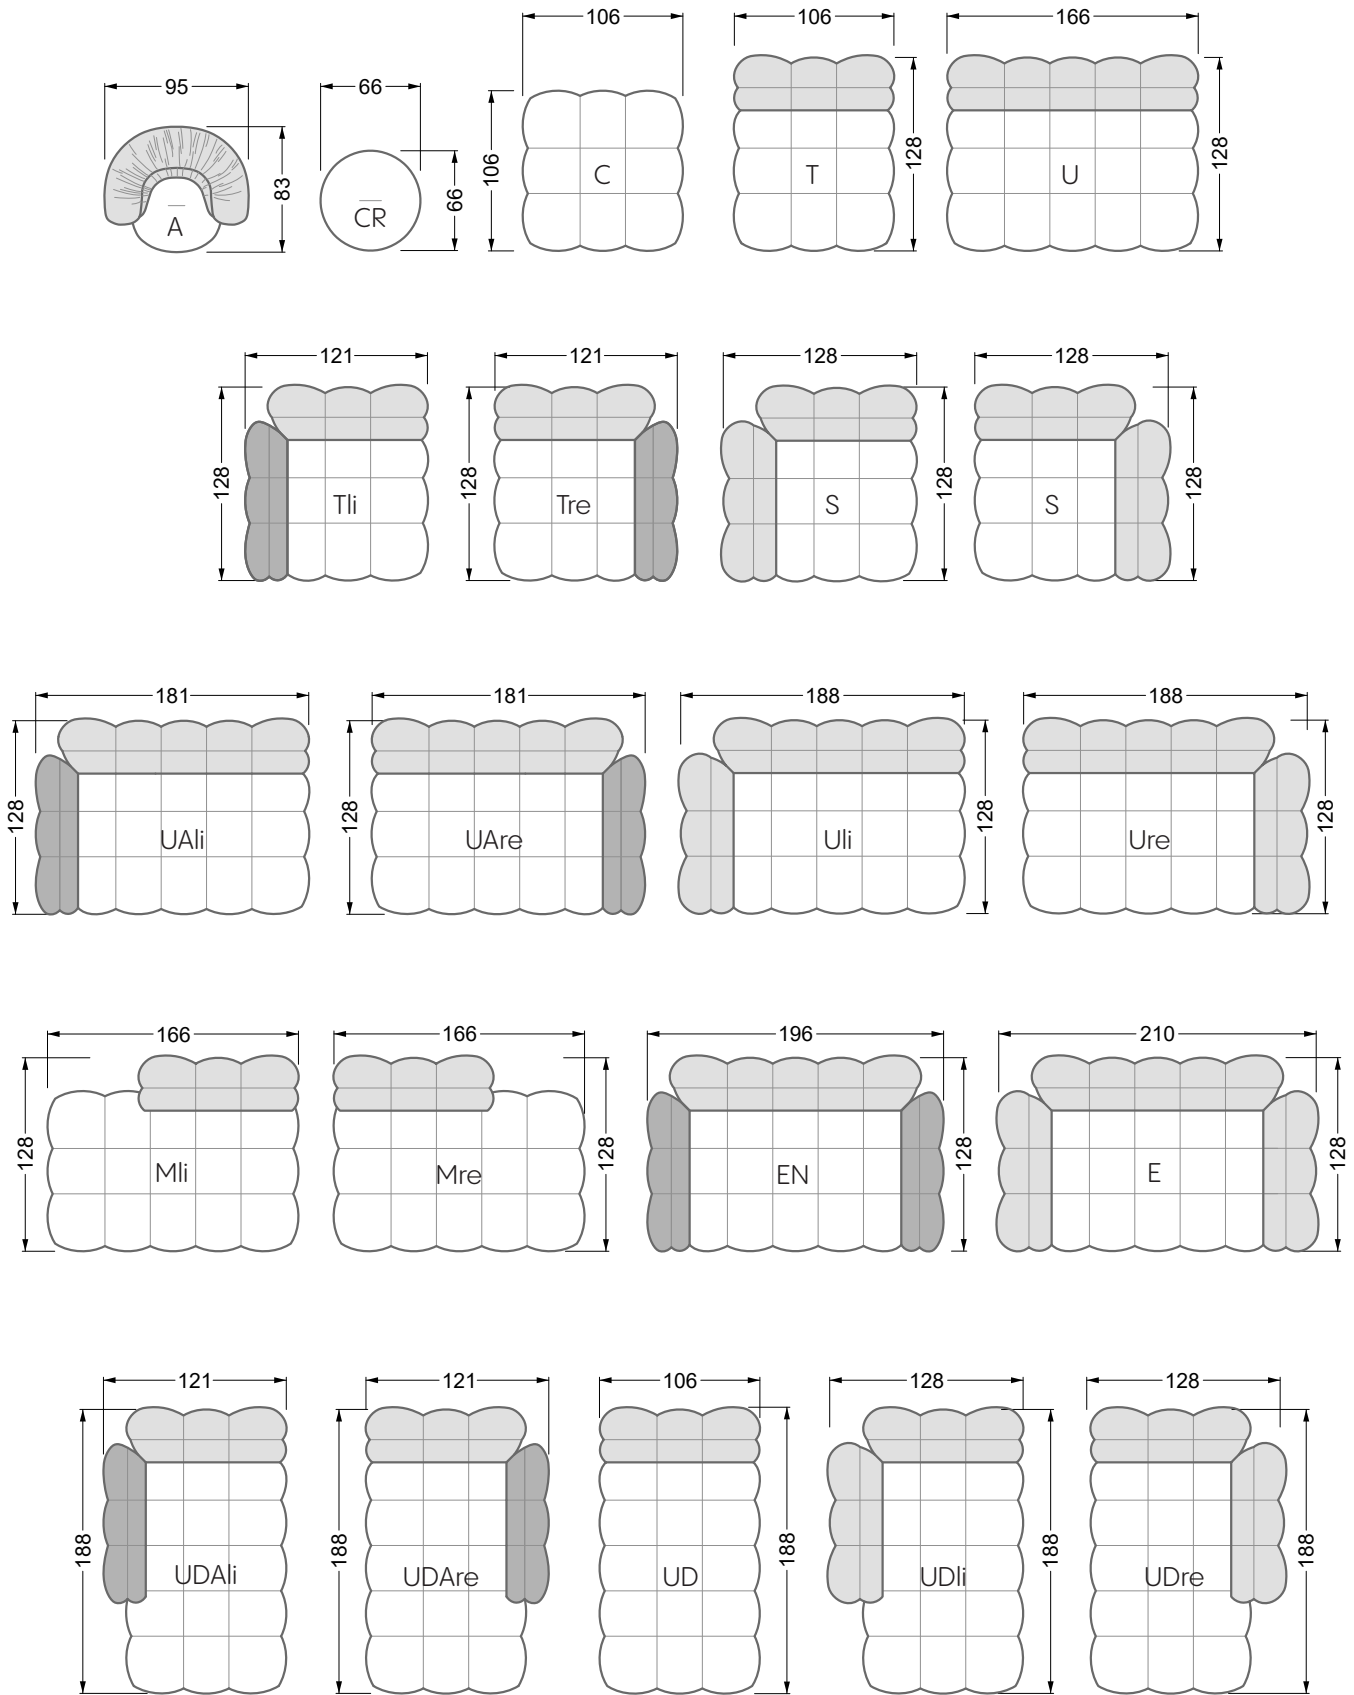 106 106 166
95 66
A 83 CR 66 106 C T 128 U 128
121 121 128 128
128 Tli 128 Tre S 128 S 128
181 181 188 188
128 UAli 128 UAre Uli 128 Ure 128
166 166 196 210
128 Mli Mre 128 EN 128 E 128
121 121 106 128 128
188 UDAli 188 UDAre UD 188 UDli 188 UDre 188